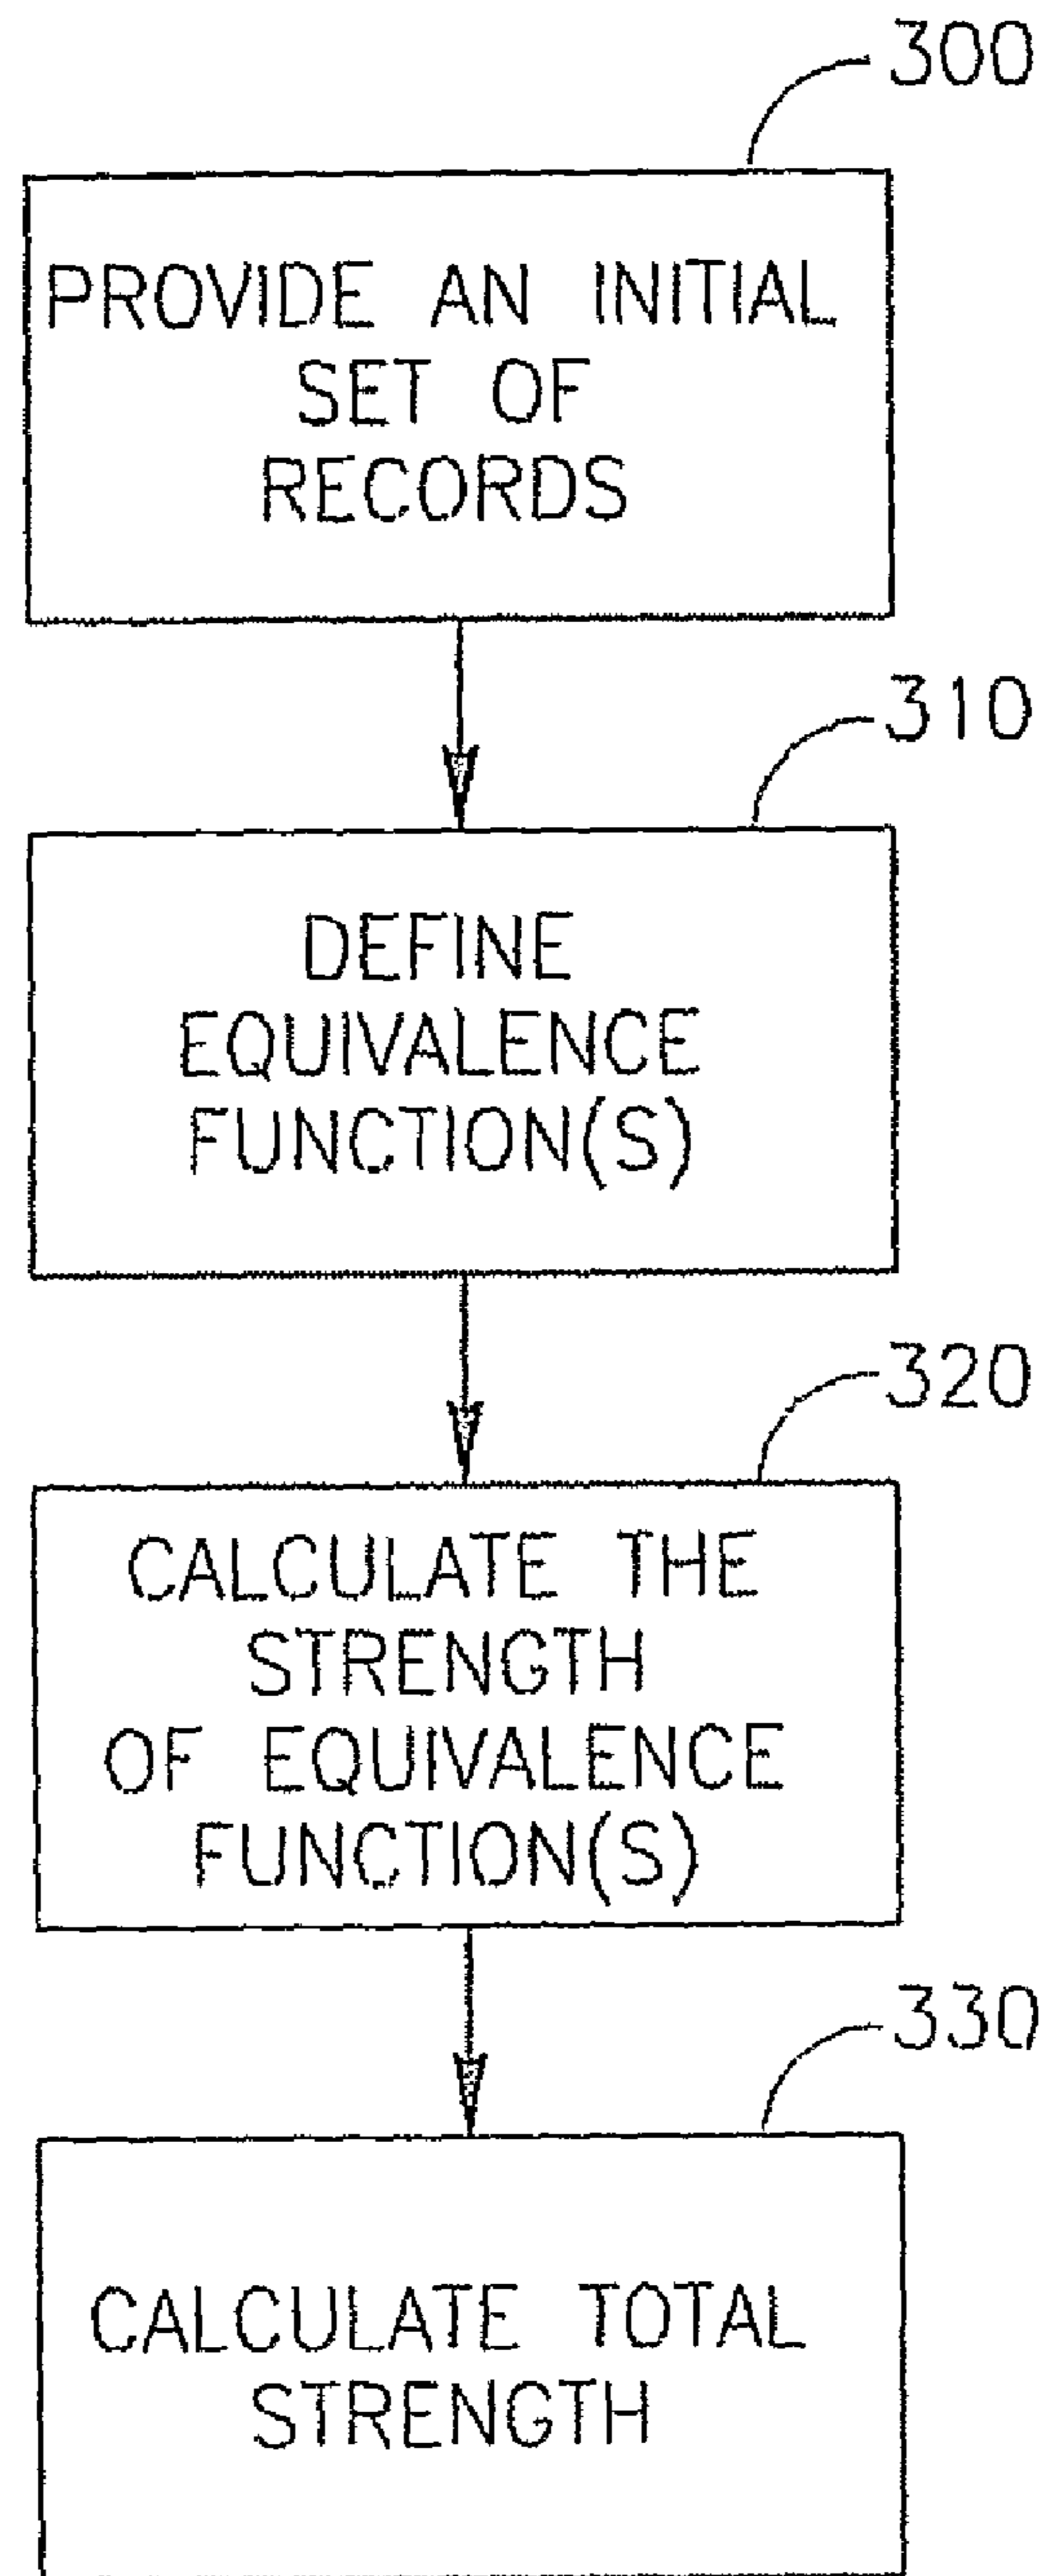 300
PROVIDE AN INITIAL
SET OF
RECORDS
310
DEFINE
EQUIVALENCE
FUNCTION(S)
320
CALCULATE THE
STRENGTH
OF EQUIVALENCE
FUNCTION(S)
330
CALCULATE TOTAL
STRENGTH